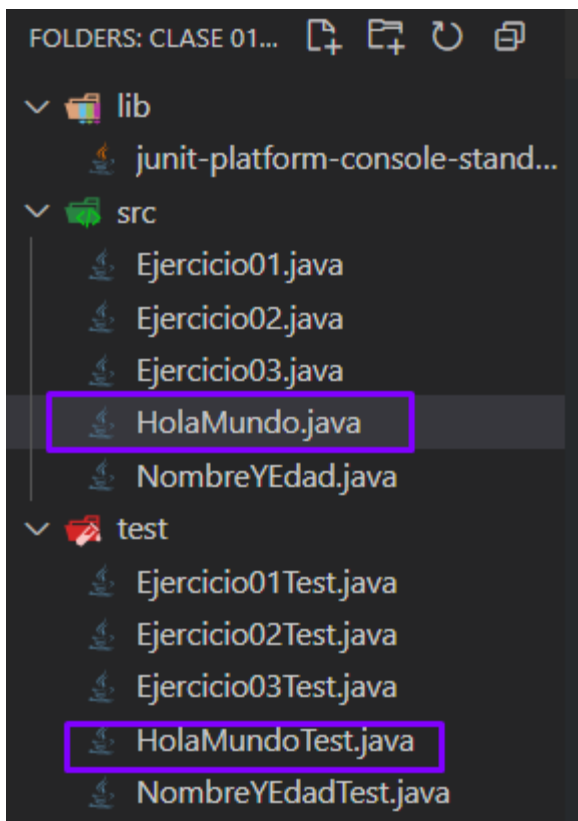 FOLDERS: CLASE 01...
lib
junit-platform-console-stand...
src
Ejercicio01.java
Ejercicio02.java
Ejercicio03.java
HolaMundo.java
NombreYEdad.java
test
Ejercicio01Test.java
Ejercicio02Test.java
Ejercicio03Test.java
HolaMundoTest.java
NombreYEdadTest.java